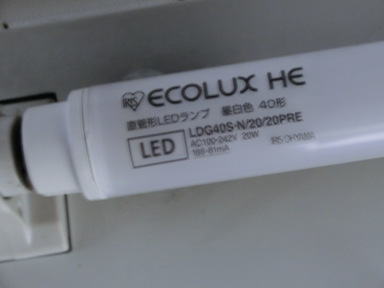 IRIS ECOLUX HE
直管形LEDランプ 昼白色 40形
LED
LDG40S·N/20/20PRE
AC100-242V 20W